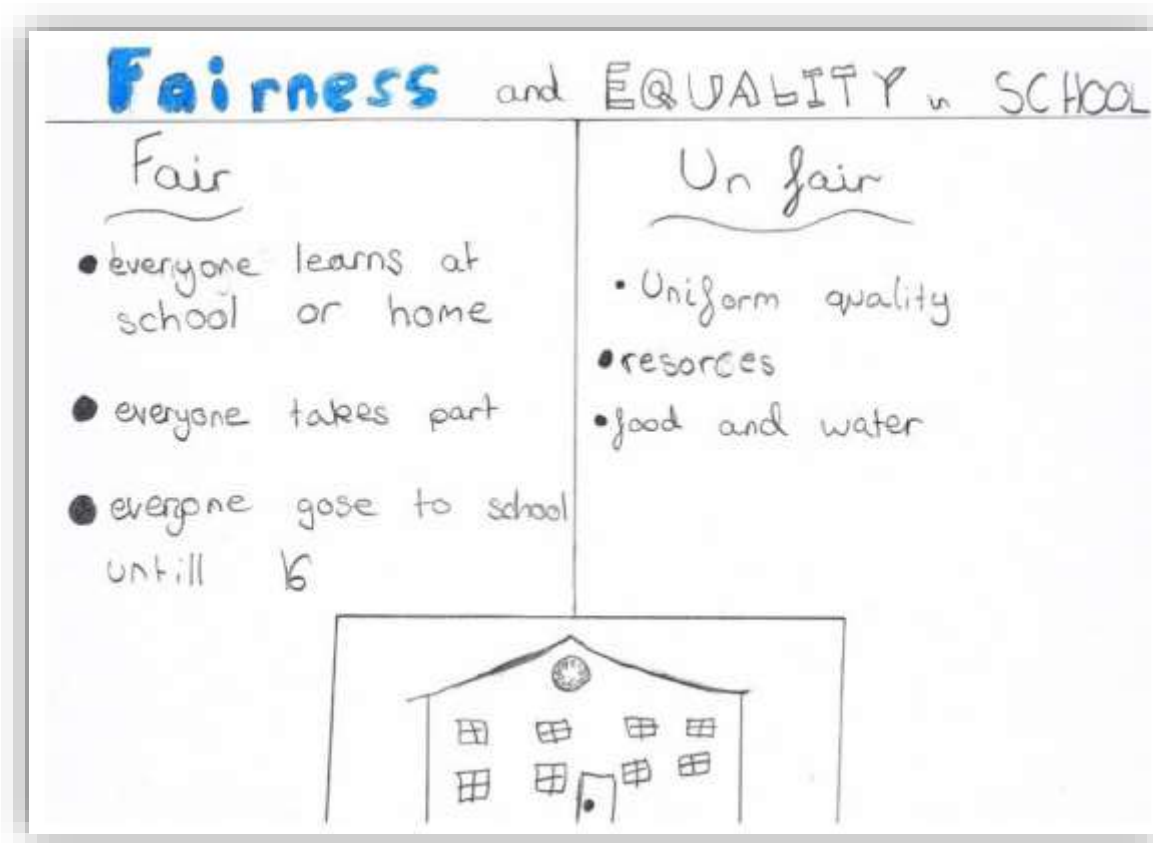 Fairness and EQUALITY in SCHOOL
Fair
• everyone learns at
school or home
• everyone takes part
• everyone gose to school
untill 16
Un fair
• Uniform quality
• resorces
• food and water